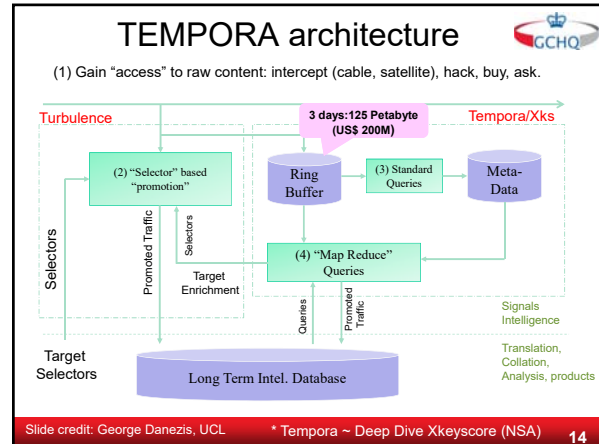 TEMPORA architecture
GCHQ
(1) Gain “access” to raw content: intercept (cable, satellite), hack, buy, ask.
Turbulence
3 days:125 Petabyte
(US$ 200M)
Tempora/Xks
(2) “Selector” based
“promotion”
Ring
Buffer
(3) Standard
Queries
Meta-
Data
Selectors
Promoted Traffic
Selectors
Target
Enrichment
(4) “Map Reduce”
Queries
Queries
Promoted
Traffic
Signals
Intelligence
Target
Selectors
Long Term Intel. Database
Translation,
Collation,
Analysis, products
Slide credit: George Danezis, UCL
* Tempora ~ Deep Dive Xkeyscore (NSA)
14